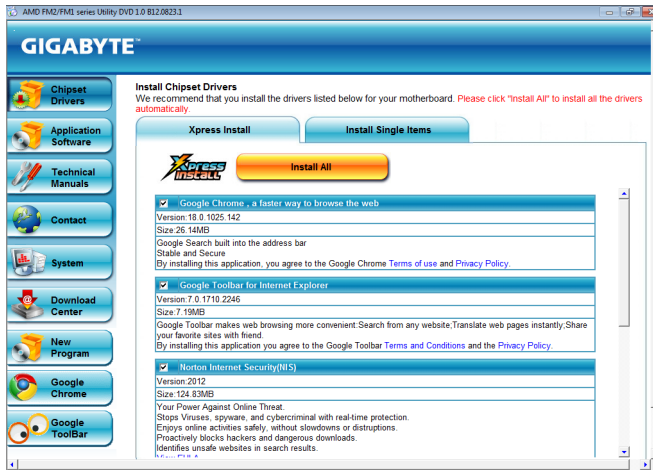 AMD FM2/FM1 series Utility DVD 1.0 B12.0823.1
GIGABYTE™
Chipset
Drivers
Application
Software
Technical
Manuals
Contact
System
Download
Center
New
Program
Google
Chrome
Google
ToolBar
Install Chipset Drivers
We recommend that you install the drivers listed below for your motherboard. Please click "Install All" to install all the drivers
automatically.
Xpress Install
Install Single Items
Xpress
Install
Install All
Google Chrome , a faster way to browse the web
Version:18.0.1025.142
Size:26.14MB
Google Search built into the address bar
Stable and Secure
By installing this application, you agree to the Google Chrome Terms of use and Privacy Policy.
Google Toolbar for Internet Explorer
Version:7.0.1710.2246
Size:7.19MB
Google Toolbar makes web browsing more convenient:Search from any website;Translate web pages instantly;Share
your favorite sites with friend.
By installing this application you agree to the Google Toolbar Terms and Conditions and the Privacy Policy.
Norton Internet Security(NIS)
Version:2012
Size:124.83MB
Your Power Against Online Threat.
Stops Viruses, spyware, and cybercriminal with real-time protection.
Enjoys online activities safely, without slowdowns or distruptions.
Proactively blocks hackers and dangerous downloads.
Identifies unsafe websites in search results.
View EULA